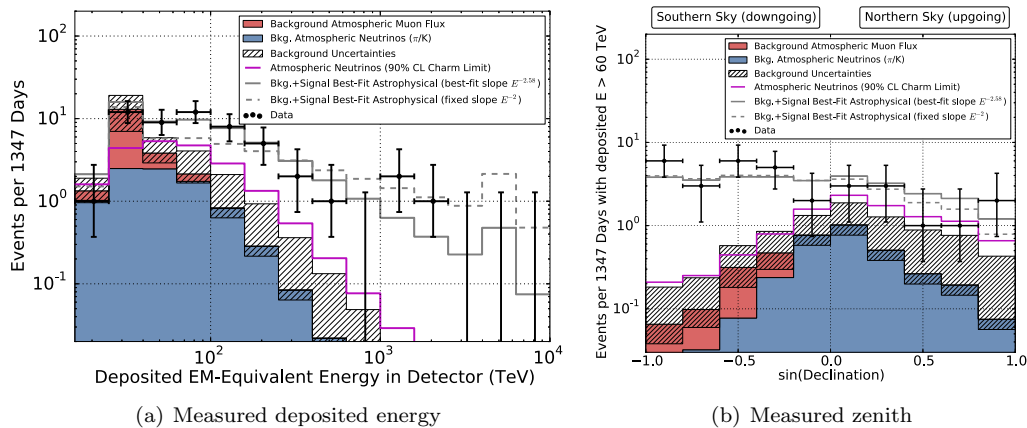 Background Atmospheric Muon Flux
Bkg. Atmospheric Neutrinos (π/K)
Background Uncertainties
Atmospheric Neutrinos (90% CL Charm Limit)
Bkg.+Signal Best-Fit Astrophysical (best-fit slope E^{-2.58})
Bkg.+Signal Best-Fit Astrophysical (fixed slope E^{-2})
Data
Events per 1347 Days
10^2
10^1
10^0
10^{-1}
10^2 10^3 10^4
Deposited EM-Equivalent Energy in Detector (TeV)
(a) Measured deposited energy
Southern Sky (downgoing) Northern Sky (upgoing)
Background Atmospheric Muon Flux
Bkg. Atmospheric Neutrinos (π/K)
Background Uncertainties
Atmospheric Neutrinos (90% CL Charm Limit)
Bkg.+Signal Best-Fit Astrophysical (best-fit slope E^{-2.58})
Bkg.+Signal Best-Fit Astrophysical (fixed slope E^{-2})
Data
Events per 1347 Days with deposited E > 60 TeV
10^2
10^1
10^0
10^{-1}
−1.0 −0.5 0.0 0.5 1.0
sin(Declination)
(b) Measured zenith